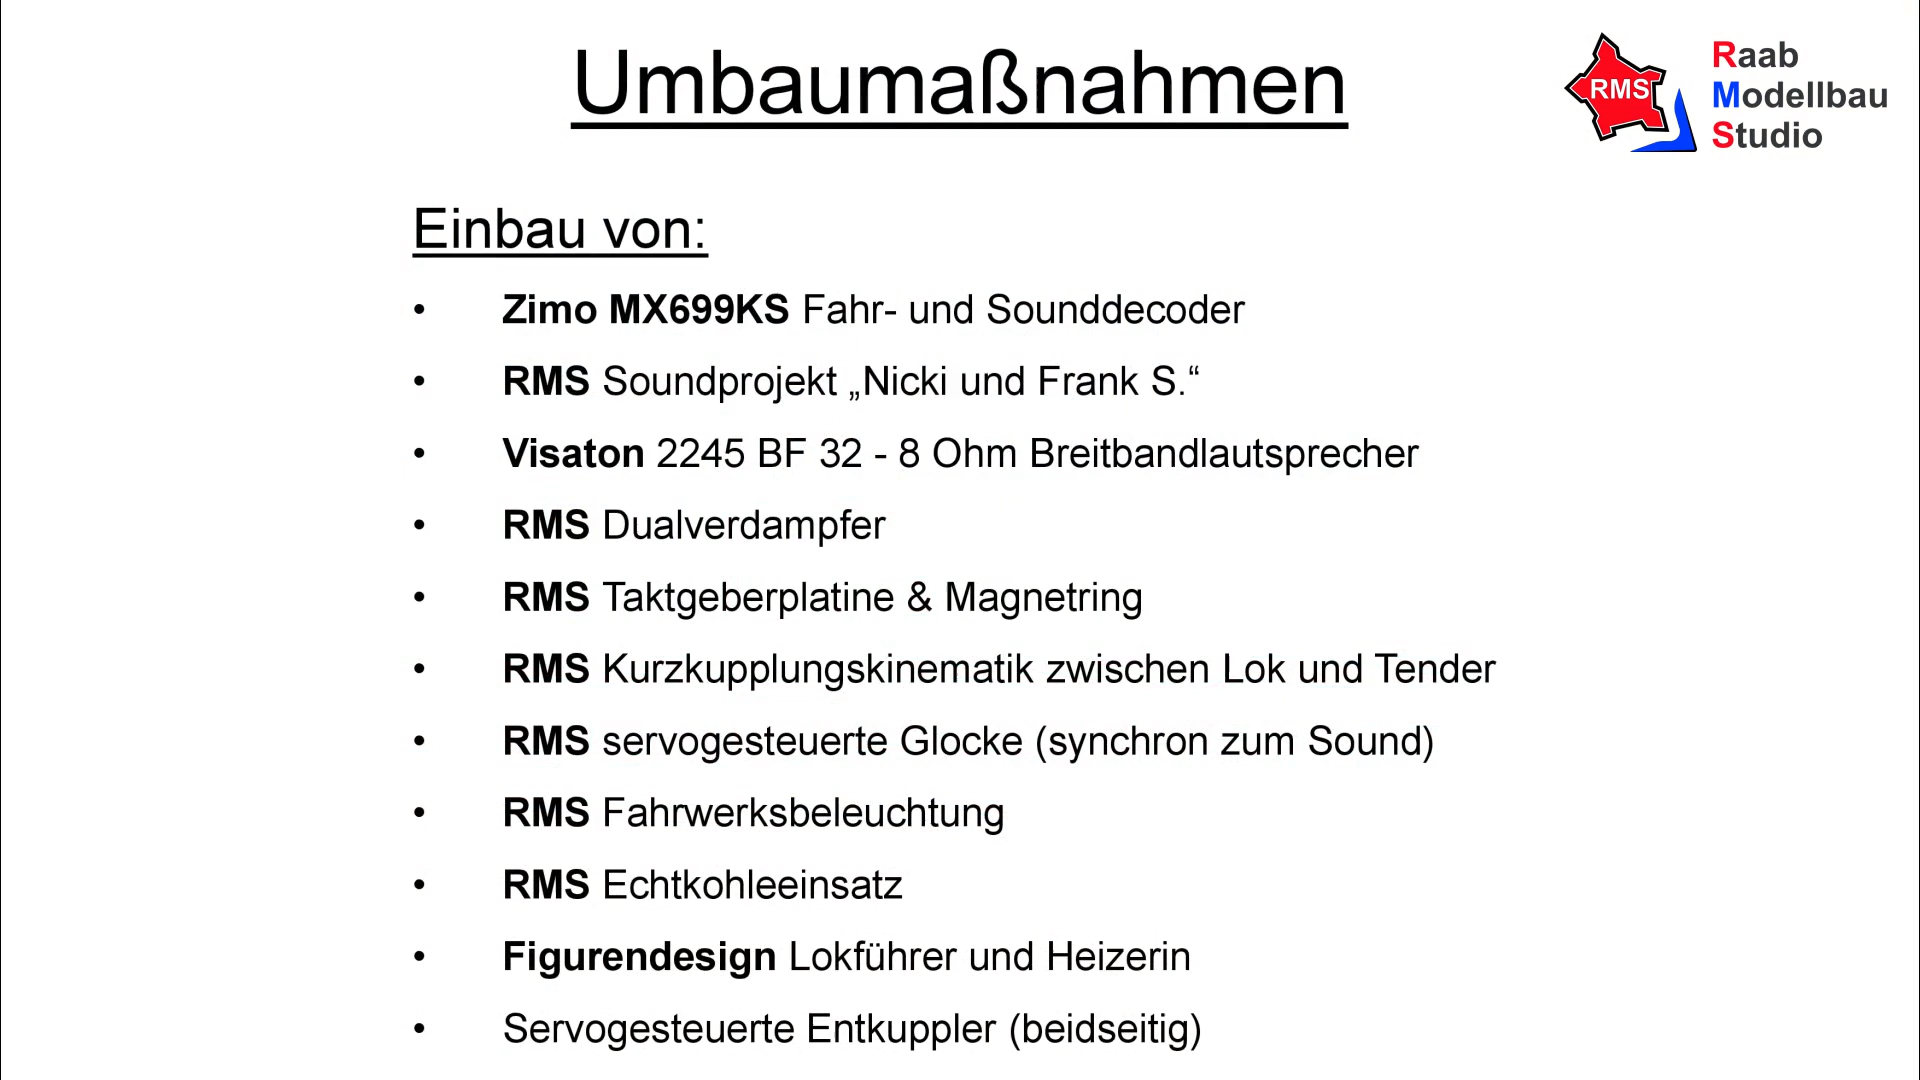 Umbaumaßnahmen
RMS
Raab
Modellbau
Studio
Einbau von:
• Zimo MX699KS Fahr- und Sounddecoder
• RMS Soundprojekt „Nicki und Frank S.“
• Visaton 2245 BF 32 - 8 Ohm Breitbandlautsprecher
• RMS Dualverdampfer
• RMS Taktgeberplatine & Magnetring
• RMS Kurzkupplungskinematik zwischen Lok und Tender
• RMS servogesteuerte Glocke (synchron zum Sound)
• RMS Fahrwerksbeleuchtung
• RMS Echtkohleeinsatz
• Figurendesign Lokführer und Heizerin
• Servogesteuerte Entkuppler (beidseitig)